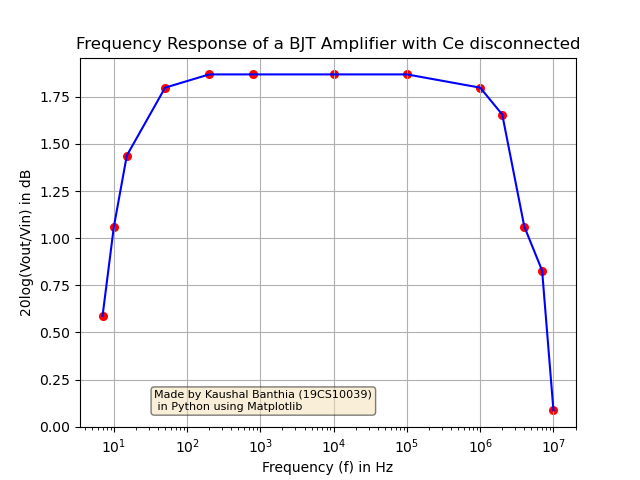 Frequency Response of a BJT Amplifier with Ce disconnected
20log(Vout/Vin) in dB
1.75
1.50
1.25
1.00
0.75
0.50
0.25
0.00
Made by Kaushal Banthia (19CS10039)
in Python using Matplotlib
10¹ 10² 10³ 10⁴ 10⁵ 10⁶ 10⁷
Frequency (f) in Hz